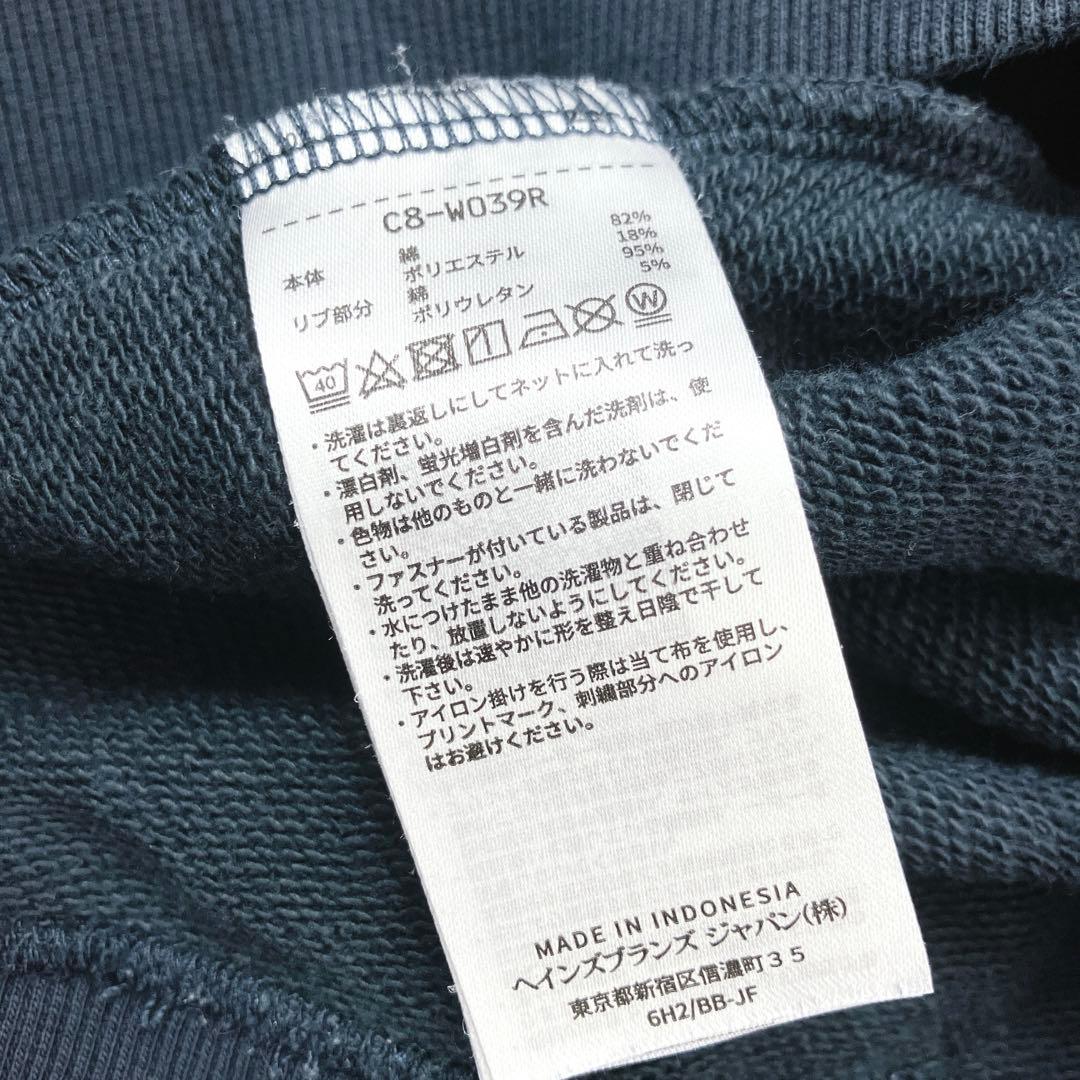 C8-W039R
本体 綿 82%
ポリエステル 18%
リブ部分 綿 95%
ポリウレタン 5%
40 W
・洗濯は裏返しにしてネットに入れて洗っ
てください。
・漂白剤、蛍光増白剤を含んだ洗剤は、使
用しないでください。
・色物は他のものと一緒に洗わないでくだ
さい。
・ファスナーが付いている製品は、閉じて
洗ってください。
・水につけたまま他の洗濯物と重ね合わせ
たり、放置しないようにしてください。
・洗濯後は速やかに形を整え日陰で干して
下さい。
・アイロン掛けを行う際は当て布を使用し、
プリントマーク、刺繍部分へのアイロン
はお避けください。
MADE IN INDONESIA
ヘインズブランズ ジャパン(株)
東京都新宿区信濃町３５
6H2/BB-JF